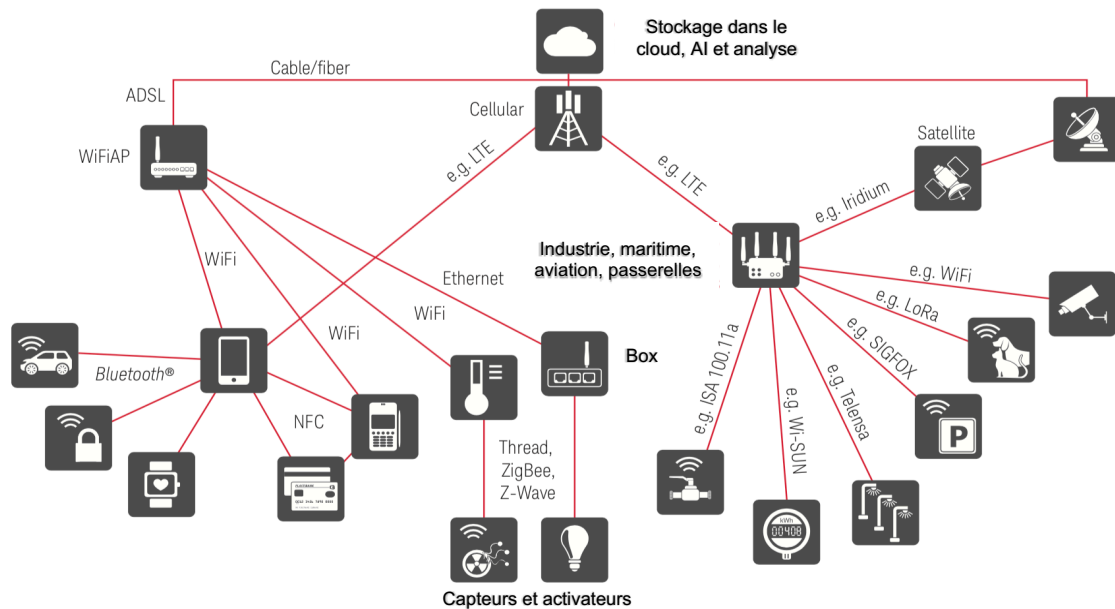 Stockage dans le
cloud, AI et analyse
Cable/fiber
ADSL
Cellular
WiFiAP
Satellite
e.g. LTE
e.g. LTE
e.g. Iridium
Industrie, maritime,
aviation, passerelles
WiFi
Ethernet
e.g. WiFi
e.g. LoRa
WiFi
WiFi
e.g. SIGFOX
Box
Bluetooth®
e.g. ISA 100.11a
e.g. Wi-SUN
e.g. Telensa
NFC
P
Thread,
ZigBee,
Z-Wave
kWh
00408
Capteurs et activateurs